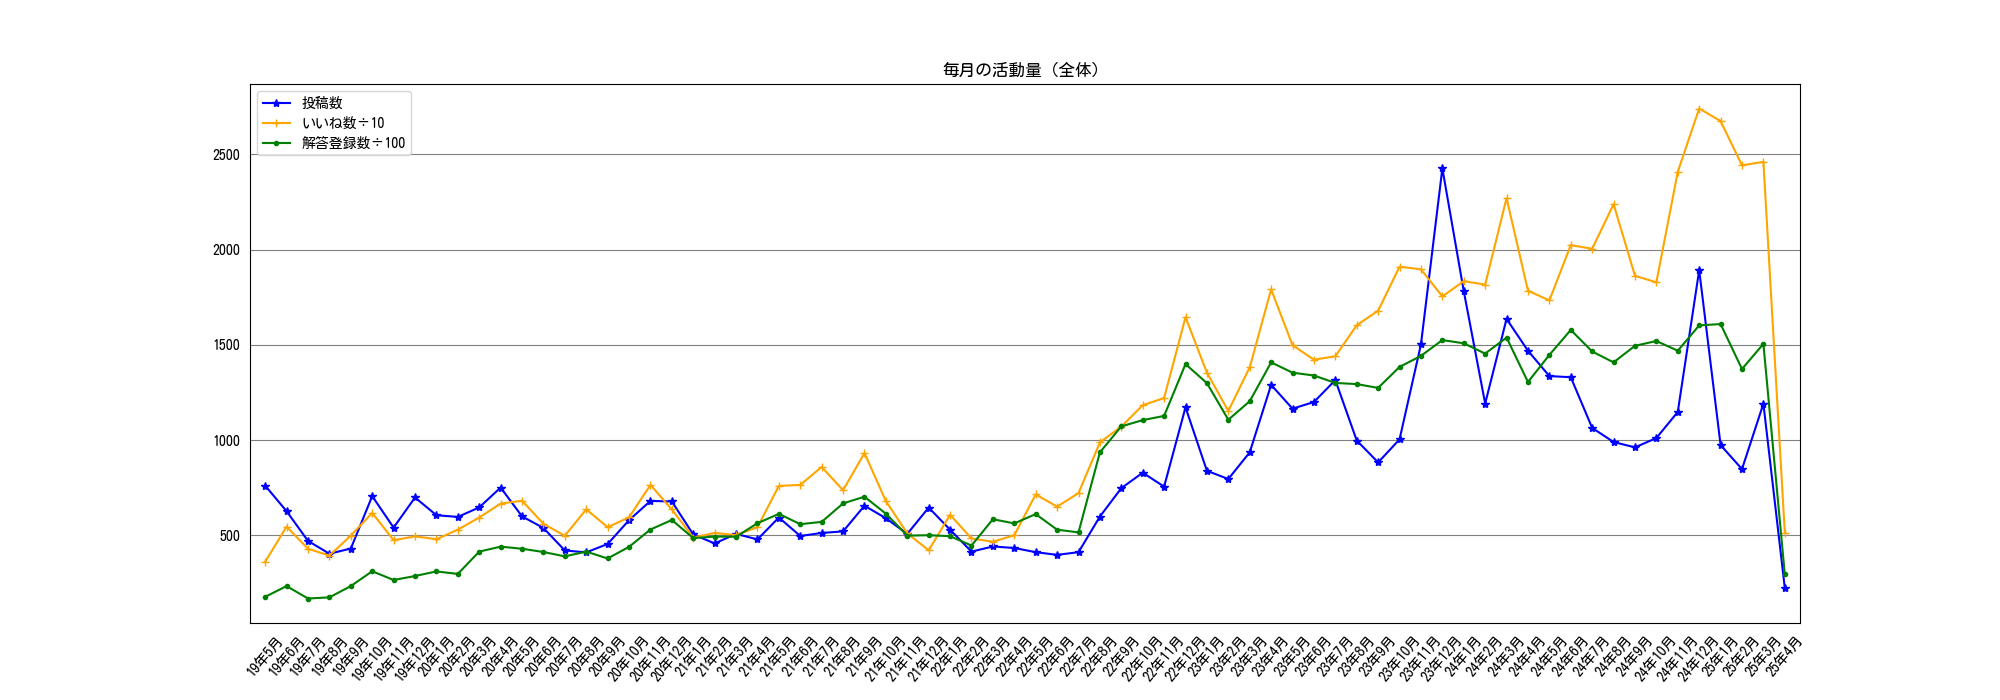 毎月の活動量（全体）
投稿数
いいね数÷10
解答登録数÷100
2500
2000
1500
1000
500
19年5月
19年6月
19年7月
19年8月
19年9月
19年10月
19年11月
19年12月
20年1月
20年2月
20年3月
20年4月
20年5月
20年6月
20年7月
20年8月
20年9月
20年10月
20年11月
20年12月
21年1月
21年2月
21年3月
21年4月
21年5月
21年6月
21年7月
21年8月
21年9月
21年10月
21年11月
21年12月
22年1月
22年2月
22年3月
22年4月
22年5月
22年6月
22年7月
22年8月
22年9月
22年10月
22年11月
22年12月
23年1月
23年2月
23年3月
23年4月
23年5月
23年6月
23年7月
23年8月
23年9月
23年10月
23年11月
23年12月
24年1月
24年2月
24年3月
24年4月
24年5月
24年6月
24年7月
24年8月
24年9月
24年10月
24年11月
24年12月
25年1月
25年2月
25年3月
25年4月